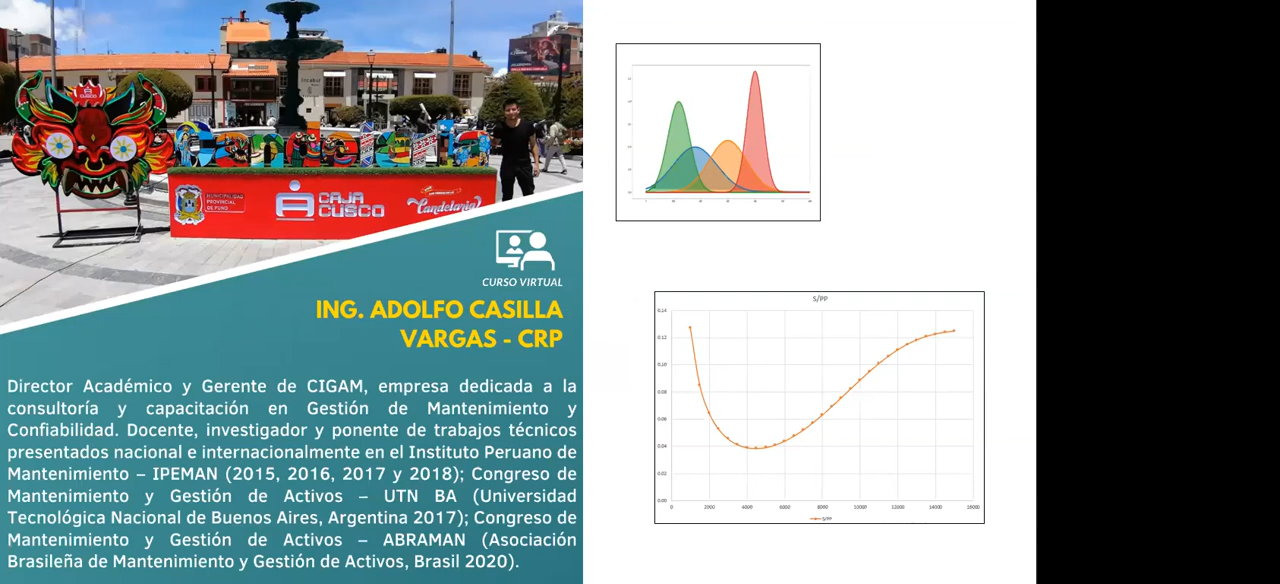 Candelaria
MUNICIPALIDAD
PROVINCIAL
DE PUNO
CAJA
CUSCO
Candelaria
CURSO VIRTUAL
ING. ADOLFO CASILLA
VARGAS - CRP
Director Académico y Gerente de CIGAM, empresa dedicada a la
consultoría y capacitación en Gestión de Mantenimiento y
Confiabilidad. Docente, investigador y ponente de trabajos técnicos
presentados nacional e internacionalmente en el Instituto Peruano de
Mantenimiento – IPEMAN (2015, 2016, 2017 y 2018); Congreso de
Mantenimiento y Gestión de Activos – UTN BA (Universidad
Tecnológica Nacional de Buenos Aires, Argentina 2017); Congreso de
Mantenimiento y Gestión de Activos – ABRAMAN (Asociación
Brasileña de Mantenimiento y Gestión de Activos, Brasil 2020).
S/PP
0.14
0.12
0.10
0.08
0.06
0.04
0.02
0.00
0 2000 4000 6000 8000 10000 12000 14000 16000
S/PP